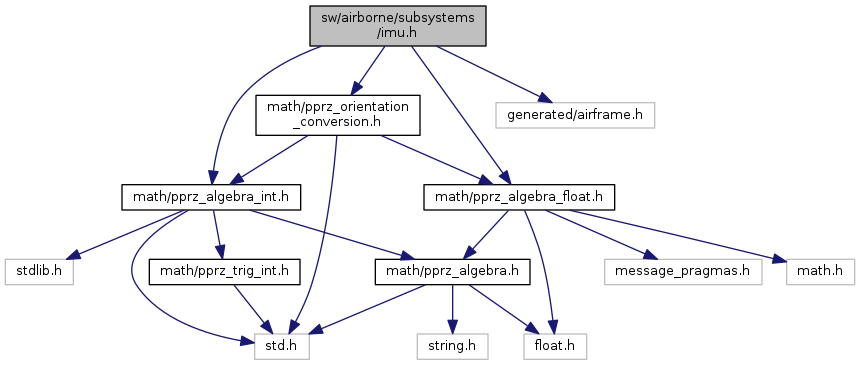 sw/airborne/subsystems
/imu.h
math/pprz_orientation
_conversion.h
generated/airframe.h
math/pprz_algebra_int.h
math/pprz_algebra_float.h
stdlib.h
math/pprz_trig_int.h
math/pprz_algebra.h
message_pragmas.h
math.h
std.h
string.h
float.h